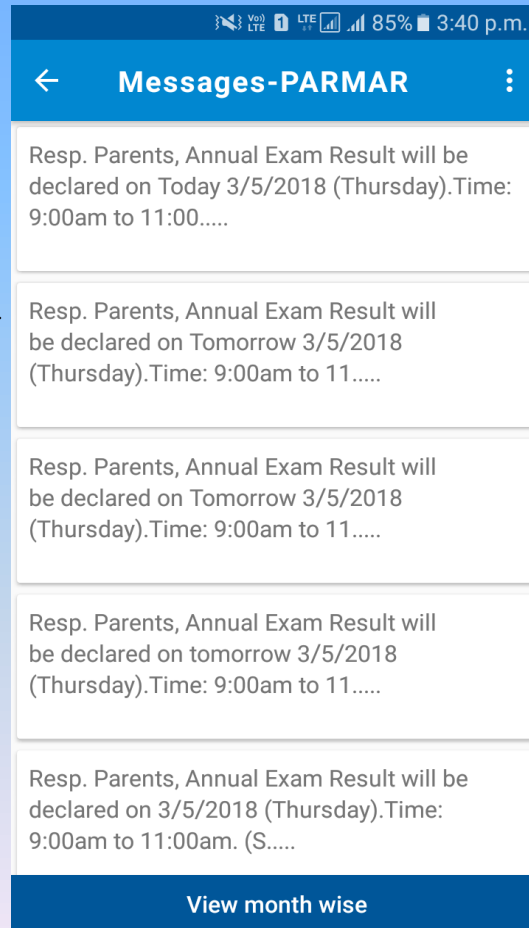 Vo))
LTE 1 LTE 85% 3:40 p.m.
Messages-PARMAR
Resp. Parents, Annual Exam Result will be
declared on Today 3/5/2018 (Thursday).Time:
9:00am to 11:00.....
Resp. Parents, Annual Exam Result will
be declared on Tomorrow 3/5/2018
(Thursday).Time: 9:00am to 11.....
Resp. Parents, Annual Exam Result will
be declared on Tomorrow 3/5/2018
(Thursday).Time: 9:00am to 11.....
Resp. Parents, Annual Exam Result will
be declared on tomorrow 3/5/2018
(Thursday).Time: 9:00am to 11.....
Resp. Parents, Annual Exam Result will be
declared on 3/5/2018 (Thursday).Time:
9:00am to 11:00am. (S.....
View month wise